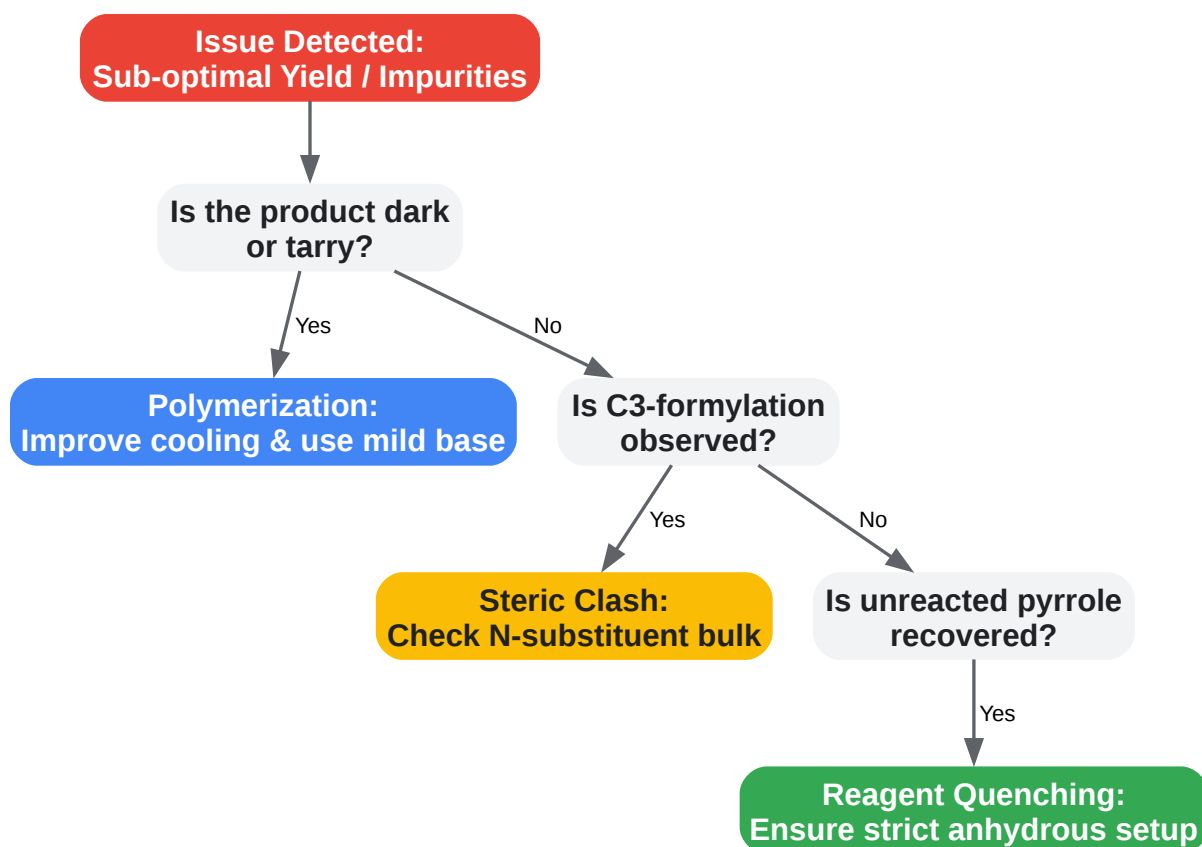 Issue Detected:
Sub-optimal Yield / Impurities
Is the product dark
or tarry?
Yes
No
Polymerization:
Improve cooling & use mild base
Is C3-formylation
observed?
Yes
No
Steric Clash:
Check N-substituent bulk
Is unreacted pyrrole
recovered?
Yes
Reagent Quenching:
Ensure strict anhydrous setup